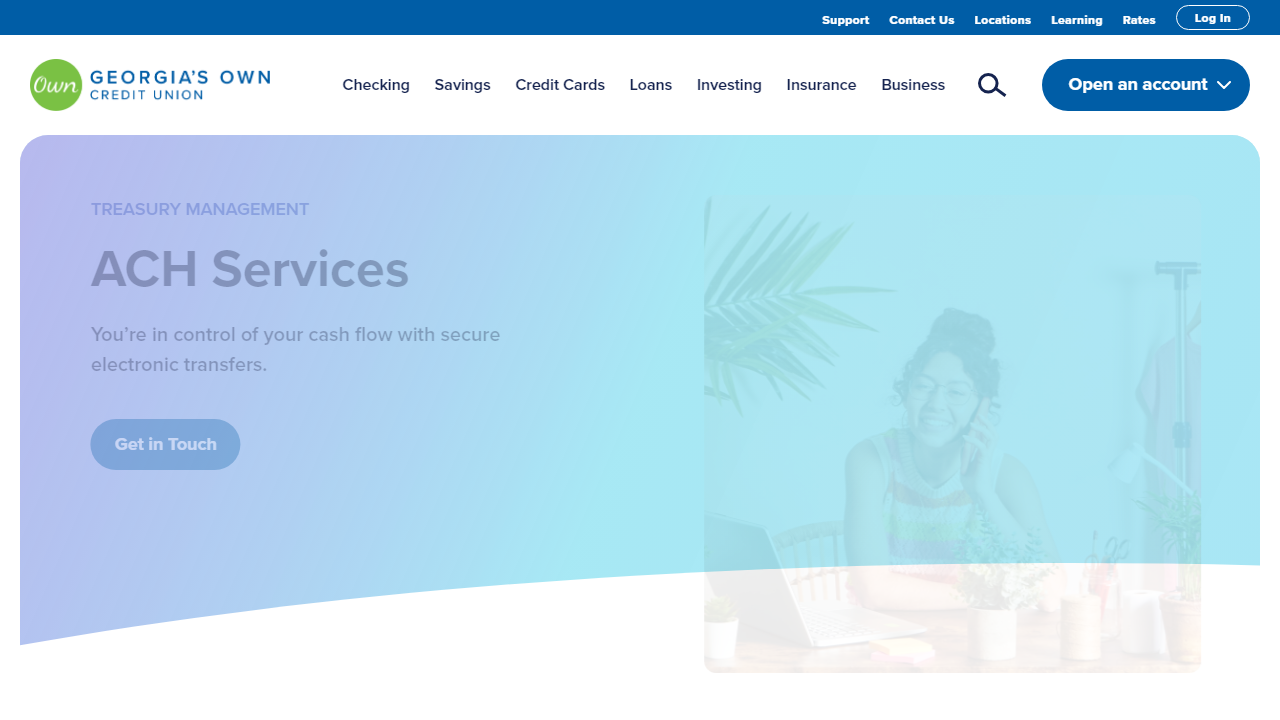 Support Contact Us Locations Learning Rates Log In
Own GEORGIA'S OWN
CREDIT UNION
Checking Savings Credit Cards Loans Investing Insurance Business
Open an account
TREASURY MANAGEMENT
ACH Services
You’re in control of your cash flow with secure
electronic transfers.
Get in Touch